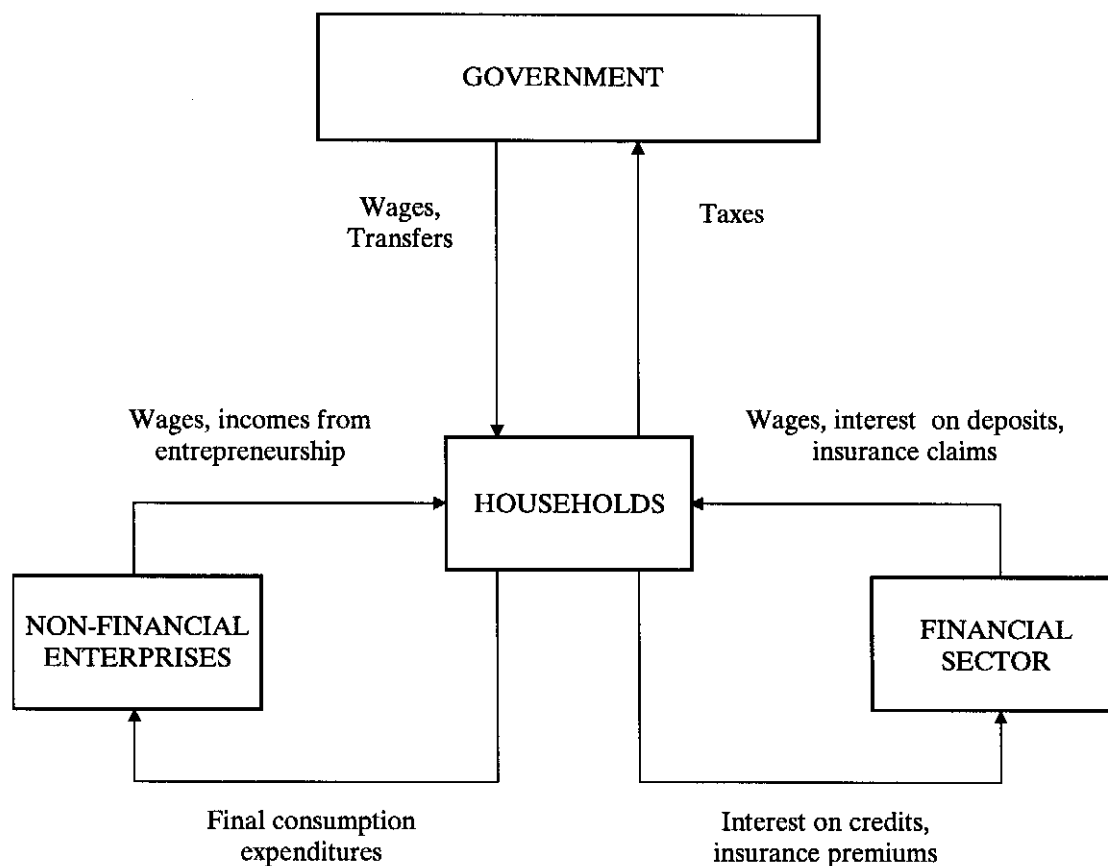 GOVERNMENT
Wages,
Transfers
Taxes
Wages, incomes from
entrepreneurship
Wages, interest on deposits,
insurance claims
HOUSEHOLDS
NON-FINANCIAL
ENTERPRISES
FINANCIAL
SECTOR
Final consumption
expenditures
Interest on credits,
insurance premiums